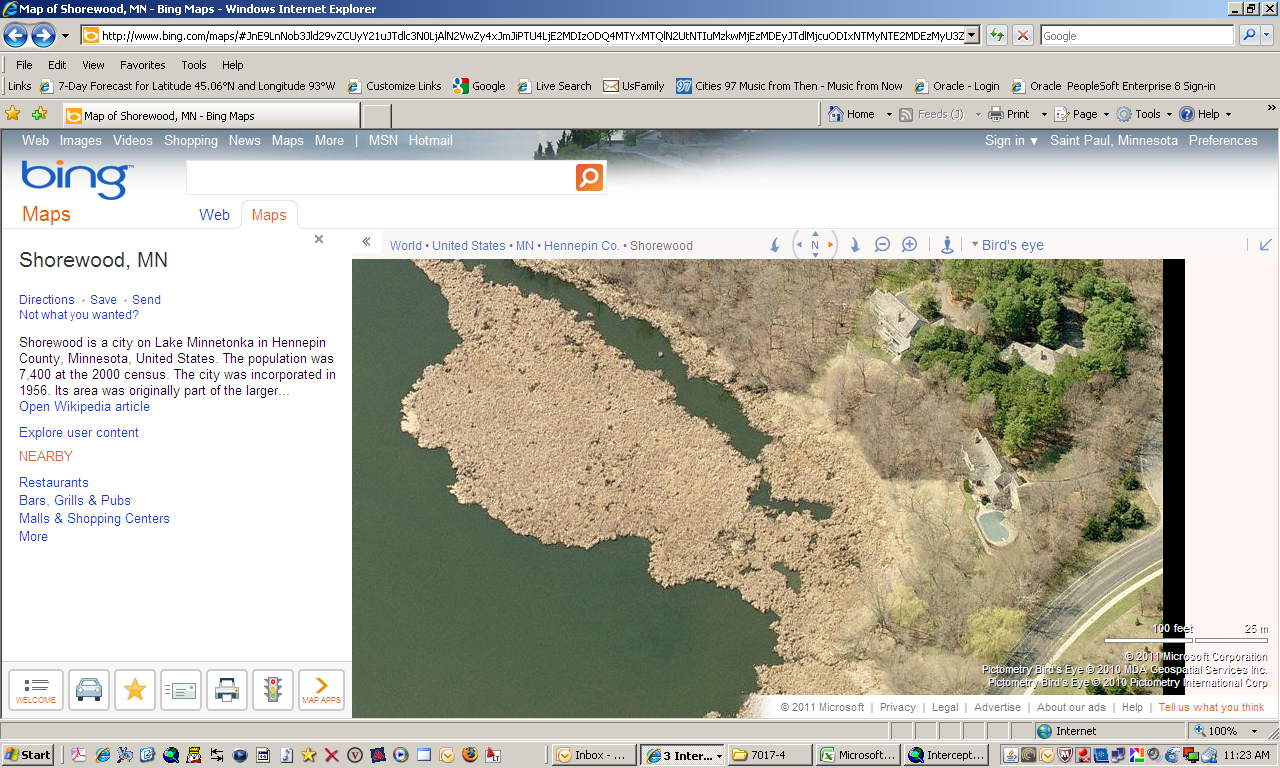 Map of Shorewood, MN - Bing Maps - Windows Internet Explorer
Google
File Edit View Favorites Tools Help
Links 7-Day Forecast for Latitude 45.06°N and Longitude 93°W Customize Links Google Live Search UsFamily 97 Cities 97 Music from Then - Music from Now Oracle - Login Oracle PeopleSoft Enterprise 8 Sign-in
Map of Shorewood, MN - Bing Maps Home Feeds (J) Print Page Tools Help
Web Images Videos Shopping News Maps More | MSN Hotmail Sign in Saint Paul, Minnesota Preferences
bing™
Maps Web Maps
World • United States • MN • Hennepin Co. • Shorewood N Bird's eye
Shorewood, MN
Directions • Save • Send
Not what you wanted?
Shorewood is a city on Lake Minnetonka in Hennepin
County, Minnesota, United States. The population was
7,400 at the 2000 census. The city was incorporated in
1956. Its area was originally part of the larger...
Open Wikipedia article
Explore user content
NEARBY
Restaurants
Bars, Grills & Pubs
Malls & Shopping Centers
More
100 feet 25 m
© 2011 Microsoft Corporation
Pictometry Bird's Eye © 2010 MDA Geospatial Services Inc.
Pictometry Bird's Eye © 2010 Pictometry International Corp
WELCOME MAP APPS
© 2011 Microsoft | Privacy | Legal | Advertise | About our ads | Help | Tell us what you think
Internet 100%
Start Inbox - ... 3 Inter... 7017-4 Microsoft... Intercept... 11:23 AM